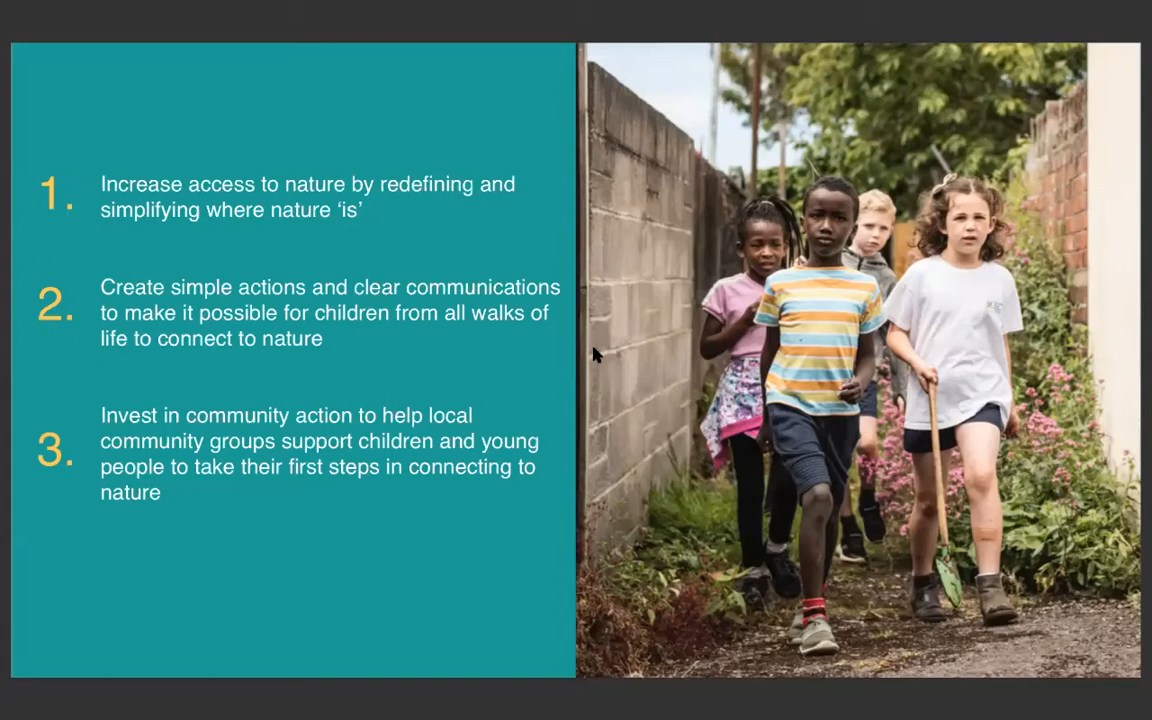 1. Increase access to nature by redefining and
simplifying where nature ‘is’
2. Create simple actions and clear communications
to make it possible for children from all walks of
life to connect to nature
3. Invest in community action to help local
community groups support children and young
people to take their first steps in connecting to
nature